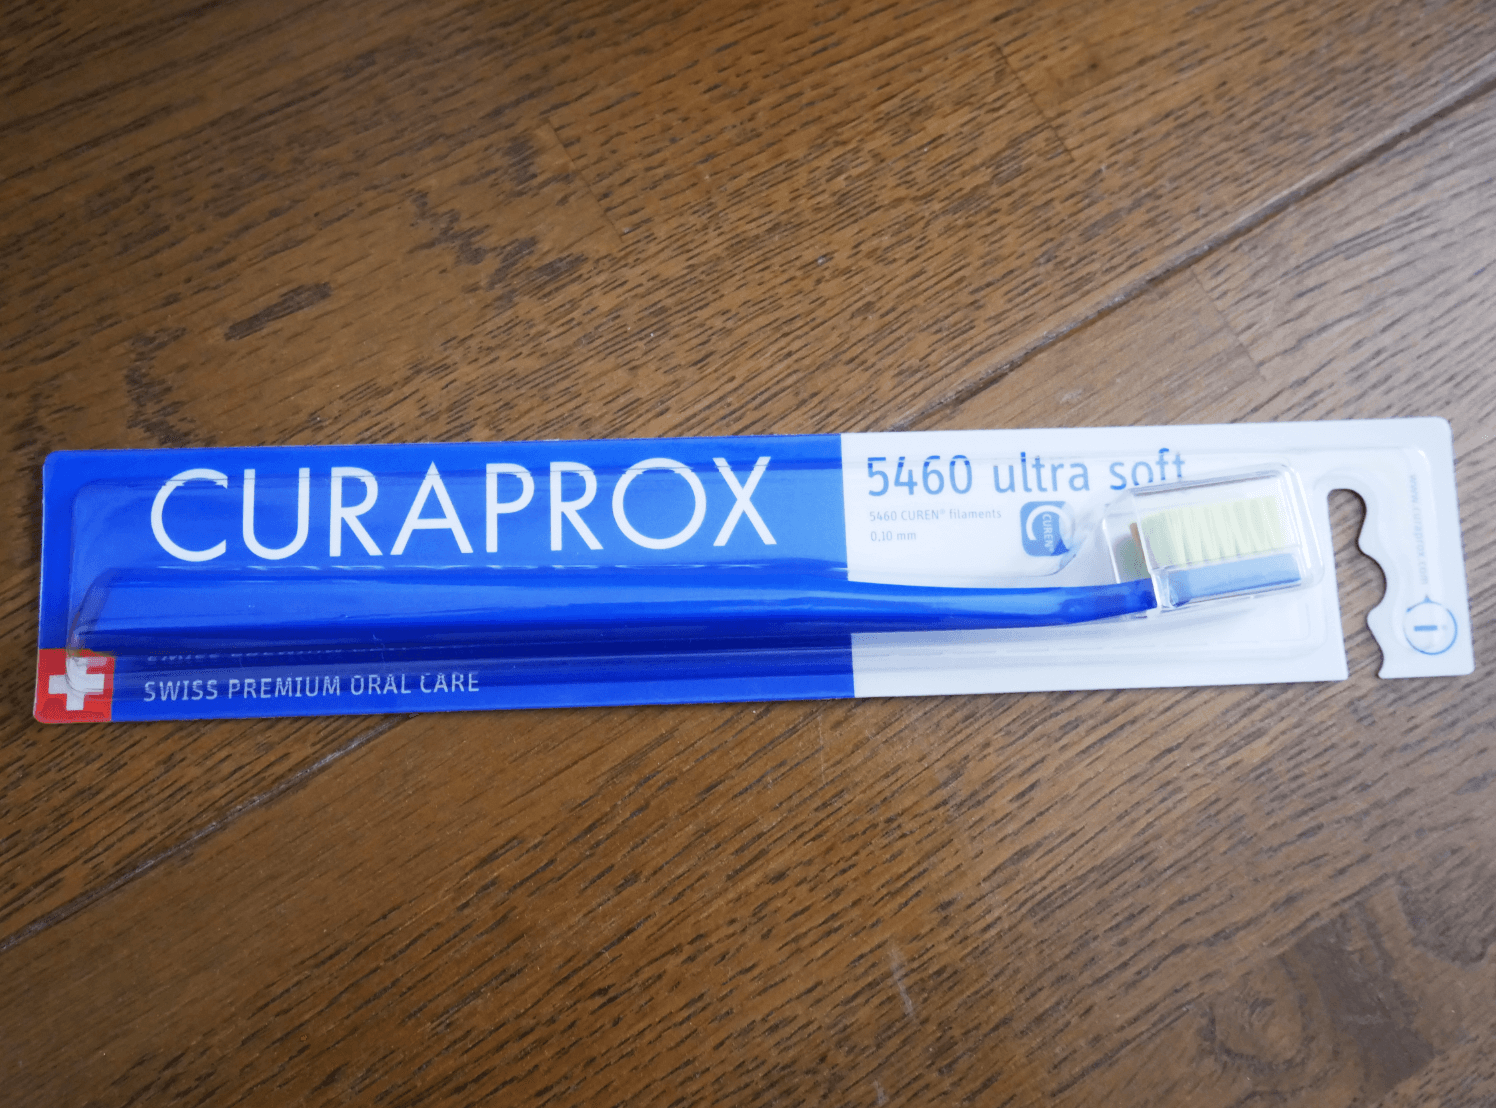 CURAPROX
5460 ultra soft
5460 CUREN® filaments
0,10 mm
CUREN
SWISS PREMIUM ORAL CARE
www.curaprox.com